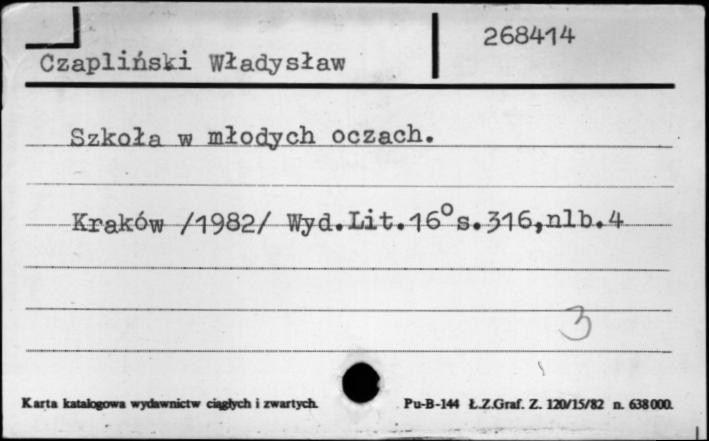 268414
Czapliński Władysław
Szkoła w młodych oczach.
Kraków /1982/ Wyd.Lit.16° s.316,nlb.4
3
Karta katalogowa wydawnictw ciągłych i zwartych. Pu-B-144 Ł.Z.Graf. Z. 120/15/82 n. 638000.